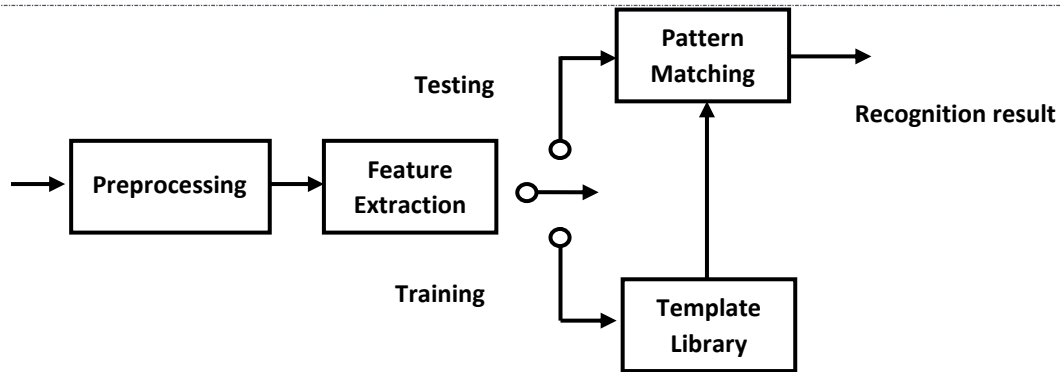 Pattern
Matching
Testing
Recognition result
Preprocessing
Feature
Extraction
Training
Template
Library